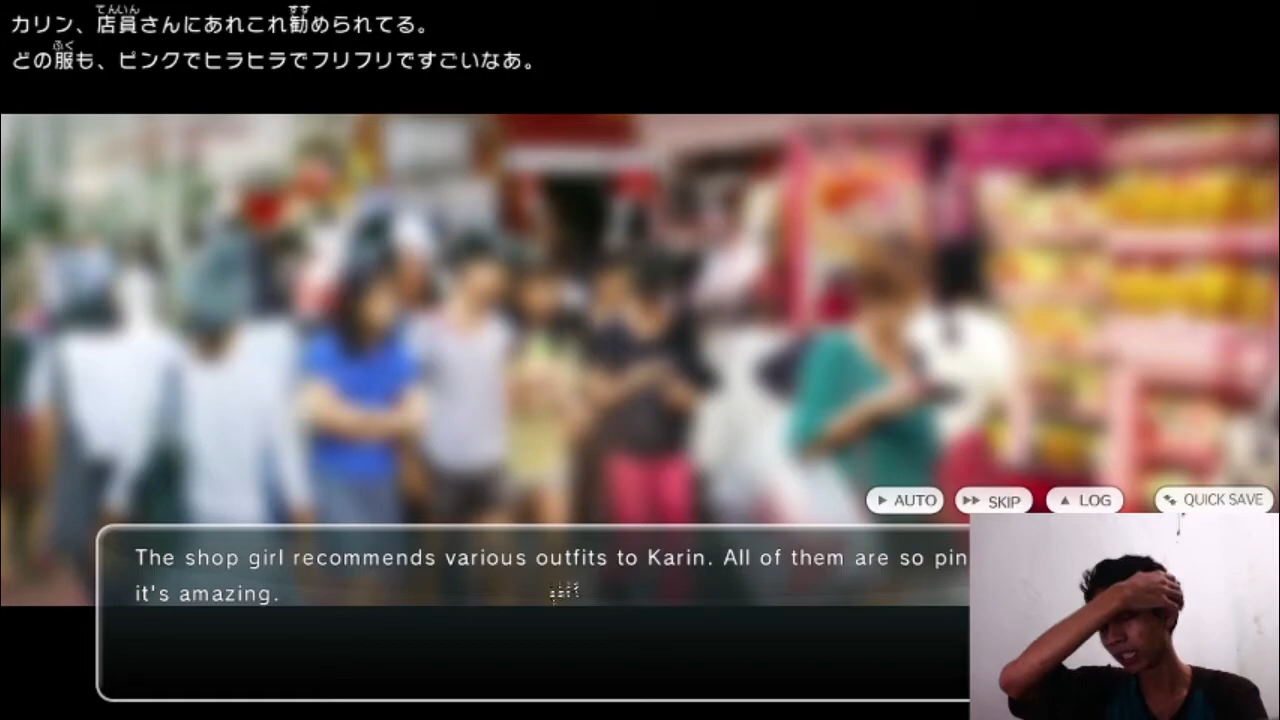 カリン、店員さんにあれこれ勧められてる。
どの服も、ピンクでヒラヒラでフリフリですごいなあ。
AUTO
SKIP
LOG
QUICK SAVE
The shop girl recommends various outfits to Karin. All of them are so pin
it's amazing.